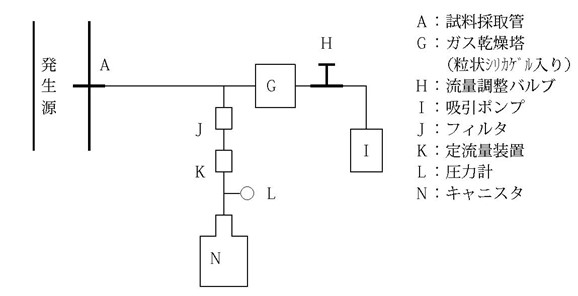 発生源
A
G
H
I
J
K
L
N
A：試料採取管
G：ガス乾燥塔
（粒状ｼﾘｶｹﾞﾙ入り）
H：流量調整バルブ
I：吸引ポンプ
J：フィルタ
K：定流量装置
L：圧力計
N：キャニスタ